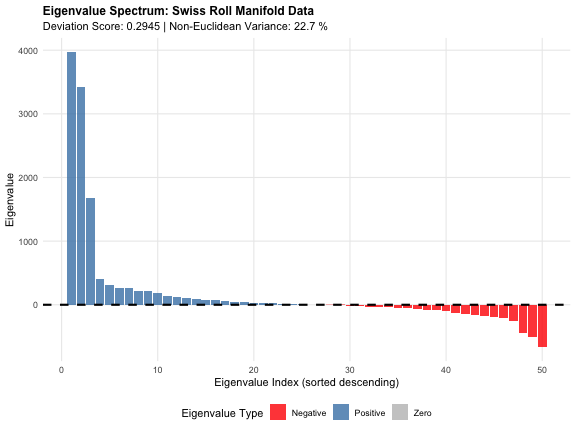 Eigenvalue Spectrum: Swiss Roll Manifold Data
Deviation Score: 0.2945 | Non-Euclidean Variance: 22.7 %
Eigenvalue
4000
3000
2000
1000
0
0 10 20 30 40 50
Eigenvalue Index (sorted descending)
Eigenvalue Type Negative Positive Zero